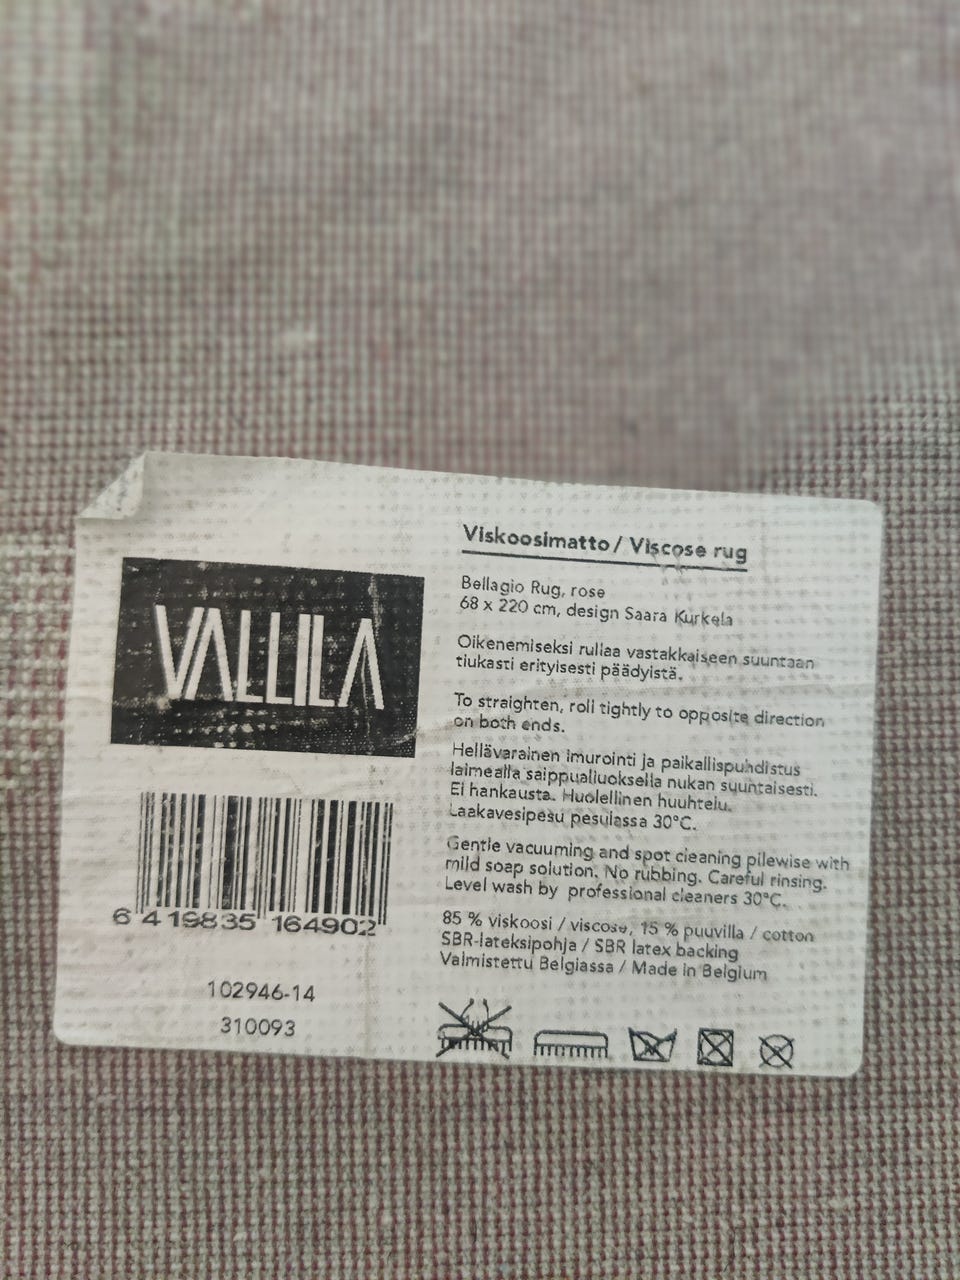 VALLILA
6 419835 164902
102946-14
310093
Viskoosimatto / Viscose rug
Bellagio Rug, rose
68 x 220 cm, design Saara Kurkela
Oikenemiseksi rullaa vastakkaiseen suuntaan
tiukasti erityisesti päädyistä.
To straighten, roll tightly to opposite direction
on both ends.
Hellävarainen imurointi ja paikallispuhdistus
laimealla saippualiuoksella nukan suuntaisesti.
Ei hankausta. Huolellinen huuhtelu.
Laakavesipesu pesulassa 30°C.
Gentle vacuuming and spot cleaning pilewise with
mild soap solution. No rubbing. Careful rinsing.
Level wash by professional cleaners 30°C.
85 % viskoosi / viscose, 15 % puuvilla / cotton
SBR-lateksipohja / SBR latex backing
Valmistettu Belgiassa / Made in Belgium